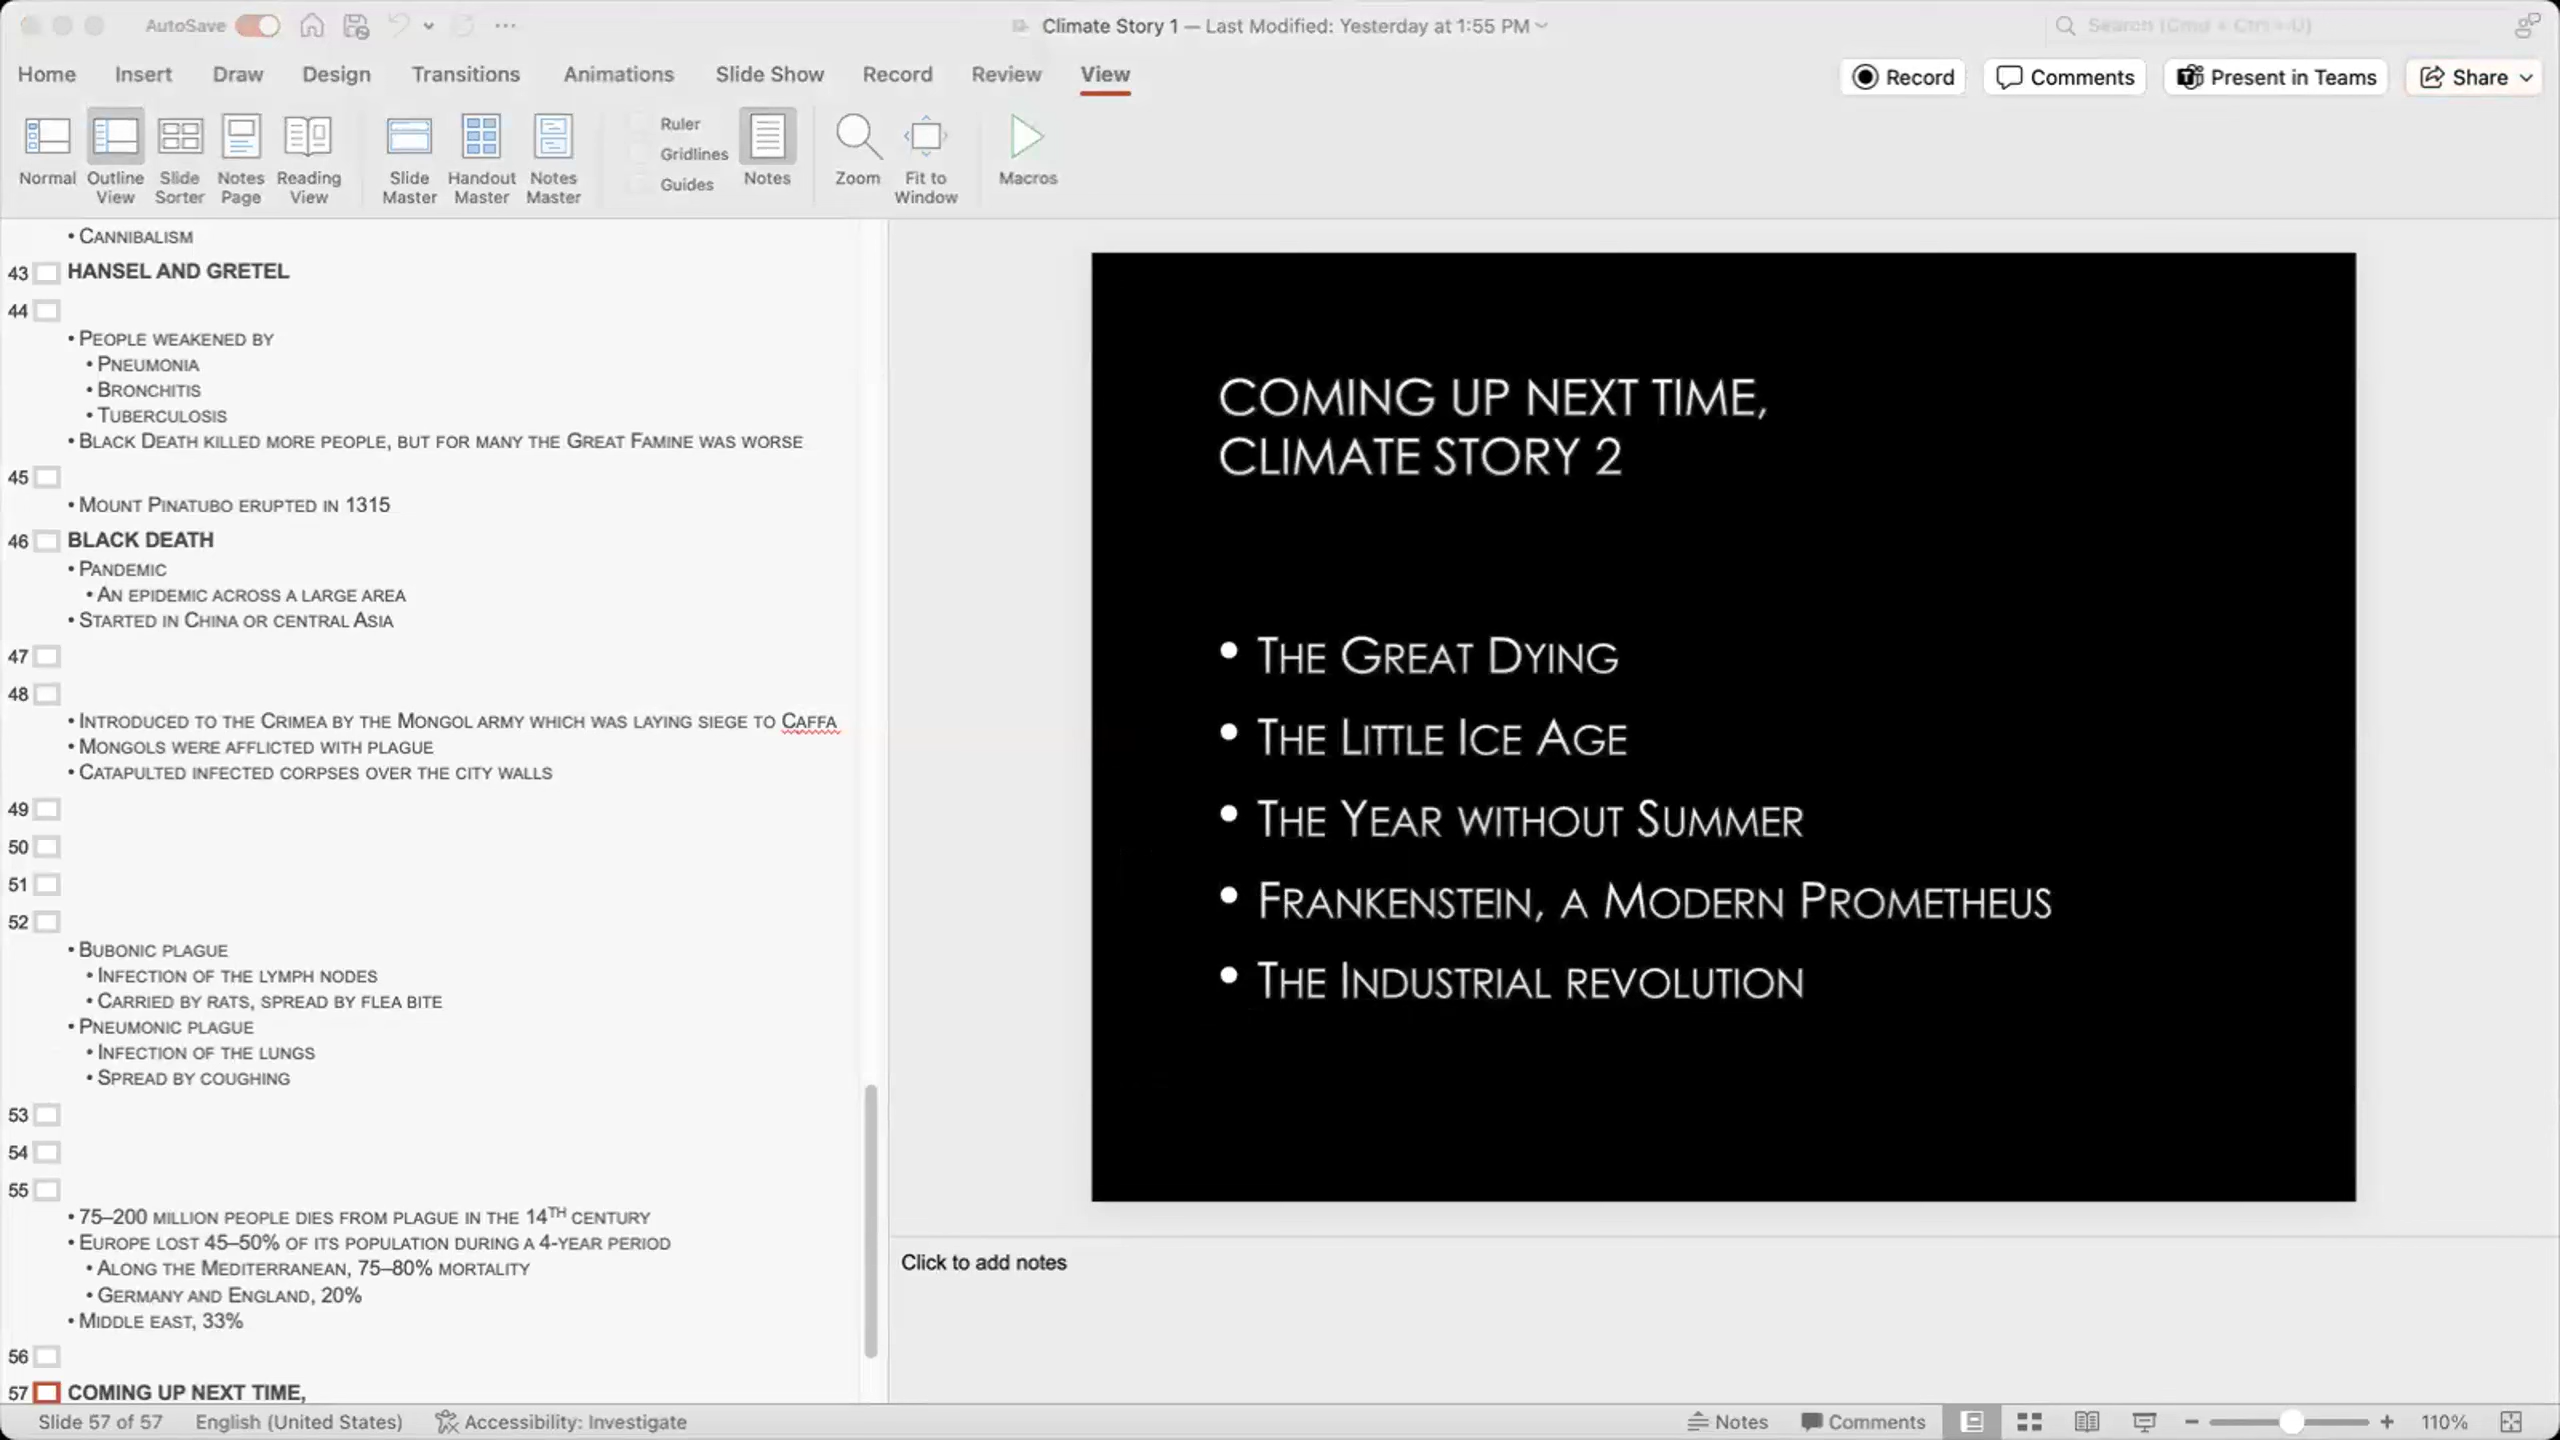 AutoSave
Climate Story 1 — Last Modified: Yesterday at 1:55 PM
Search (Cmd + Ctrl + U)
Home Insert Draw Design Transitions Animations Slide Show Record Review View
Record Comments Present in Teams Share
Normal
Outline View
Slide Sorter
Notes Page
Reading View
Slide Master
Handout Master
Notes Master
Ruler
Gridlines
Guides
Notes
Zoom
Fit to Window
Macros
• CANNIBALISM
43 HANSEL AND GRETEL
44
• PEOPLE WEAKENED BY
• PNEUMONIA
• BRONCHITIS
• TUBERCULOSIS
• BLACK DEATH KILLED MORE PEOPLE, BUT FOR MANY THE GREAT FAMINE WAS WORSE
45
• MOUNT PINATUBO ERUPTED IN 1315
46 BLACK DEATH
• PANDEMIC
• AN EPIDEMIC ACROSS A LARGE AREA
• STARTED IN CHINA OR CENTRAL ASIA
47
48
• INTRODUCED TO THE CRIMEA BY THE MONGOL ARMY WHICH WAS LAYING SIEGE TO CAFFA
• MONGOLS WERE AFFLICTED WITH PLAGUE
• CATAPULTED INFECTED CORPSES OVER THE CITY WALLS
49
50
51
52
• BUBONIC PLAGUE
• INFECTION OF THE LYMPH NODES
• CARRIED BY RATS, SPREAD BY FLEA BITE
• PNEUMONIC PLAGUE
• INFECTION OF THE LUNGS
• SPREAD BY COUGHING
53
54
55
• 75–200 MILLION PEOPLE DIES FROM PLAGUE IN THE 14TH CENTURY
• EUROPE LOST 45–50% OF ITS POPULATION DURING A 4-YEAR PERIOD
• ALONG THE MEDITERRANEAN, 75–80% MORTALITY
• GERMANY AND ENGLAND, 20%
• MIDDLE EAST, 33%
56
57 COMING UP NEXT TIME,
COMING UP NEXT TIME,
CLIMATE STORY 2
• THE GREAT DYING
• THE LITTLE ICE AGE
• THE YEAR WITHOUT SUMMER
• FRANKENSTEIN, A MODERN PROMETHEUS
• THE INDUSTRIAL REVOLUTION
Click to add notes
Slide 57 of 57 English (United States) Accessibility: Investigate
Notes Comments 110%